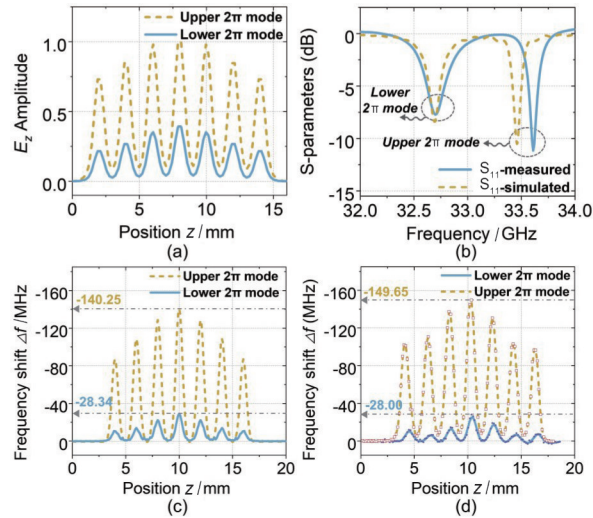 Upper 2π mode
Lower 2π mode
E_z Amplitude
1.0
0.5
0.0
0
5
10
15
Position z / mm
(a)
S-parameters (dB)
0
-5
-10
-15
Lower
2π mode
Upper 2π mode
S₁₁-measured
S₁₁-simulated
32.0
32.5
33.0
33.5
34.0
Frequency / GHz
(b)
Upper 2π mode
Lower 2π mode
Frequency shift Δf /MHz
-160
-120
-80
-40
0
-140.25
-28.34
0
5
10
15
20
Position z / mm
(c)
Lower 2π mode
Upper 2π mode
Frequency shift Δf (MHz)
-160
-120
-80
-40
0
-149.65
-28.00
0
5
10
15
20
Position z / mm
(d)